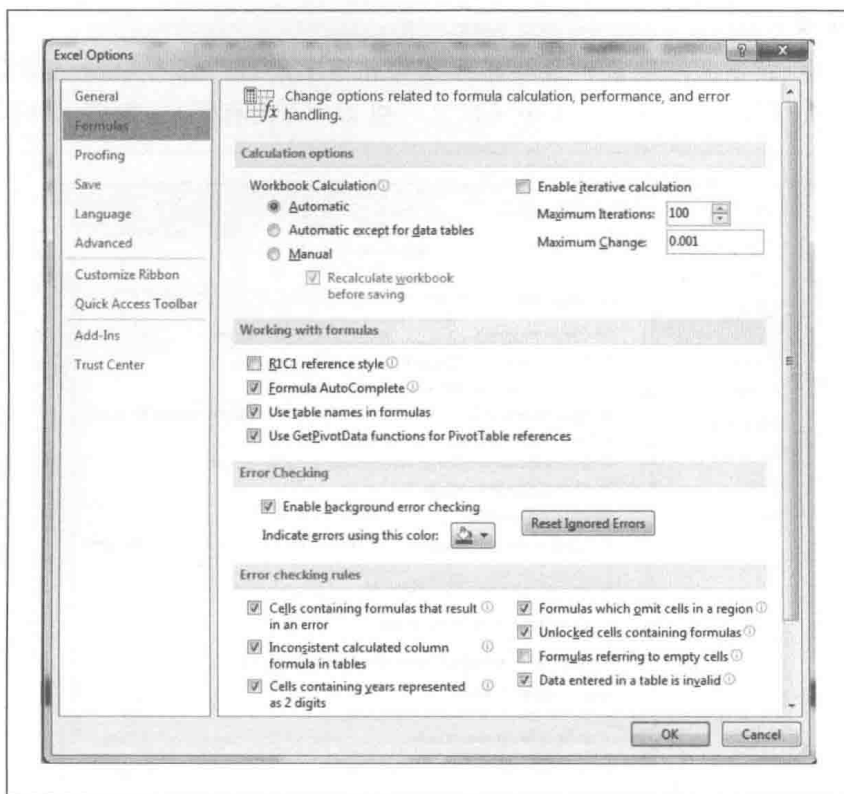 Excel Options
General
Formulas
Proofing
Save
Language
Advanced
Customize Ribbon
Quick Access Toolbar
Add-Ins
Trust Center
Change options related to formula calculation, performance, and error
handling.
Calculation options
Workbook Calculation
Automatic
Automatic except for data tables
Manual
Recalculate workbook
before saving
Enable iterative calculation
Maximum Iterations: 100
Maximum Change: 0.001
Working with formulas
R1C1 reference style
Formula AutoComplete
Use table names in formulas
Use GetPivotData functions for PivotTable references
Error Checking
Enable background error checking
Indicate errors using this color:
Reset Ignored Errors
Error checking rules
Cells containing formulas that result
in an error
Inconsistent calculated column
formula in tables
Cells containing years represented
as 2 digits
Formulas which omit cells in a region
Unlocked cells containing formulas
Formulas referring to empty cells
Data entered in a table is invalid
OK
Cancel